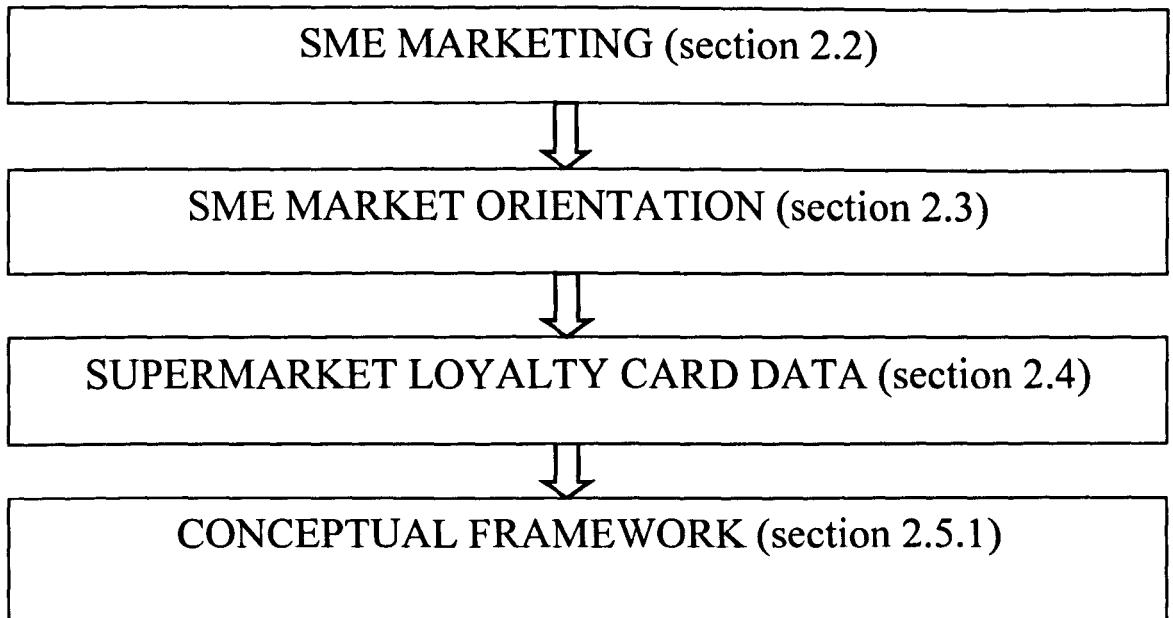 SME MARKETING (section 2.2)
SME MARKET ORIENTATION (section 2.3)
SUPERMARKET LOYALTY CARD DATA (section 2.4)
CONCEPTUAL FRAMEWORK (section 2.5.1)